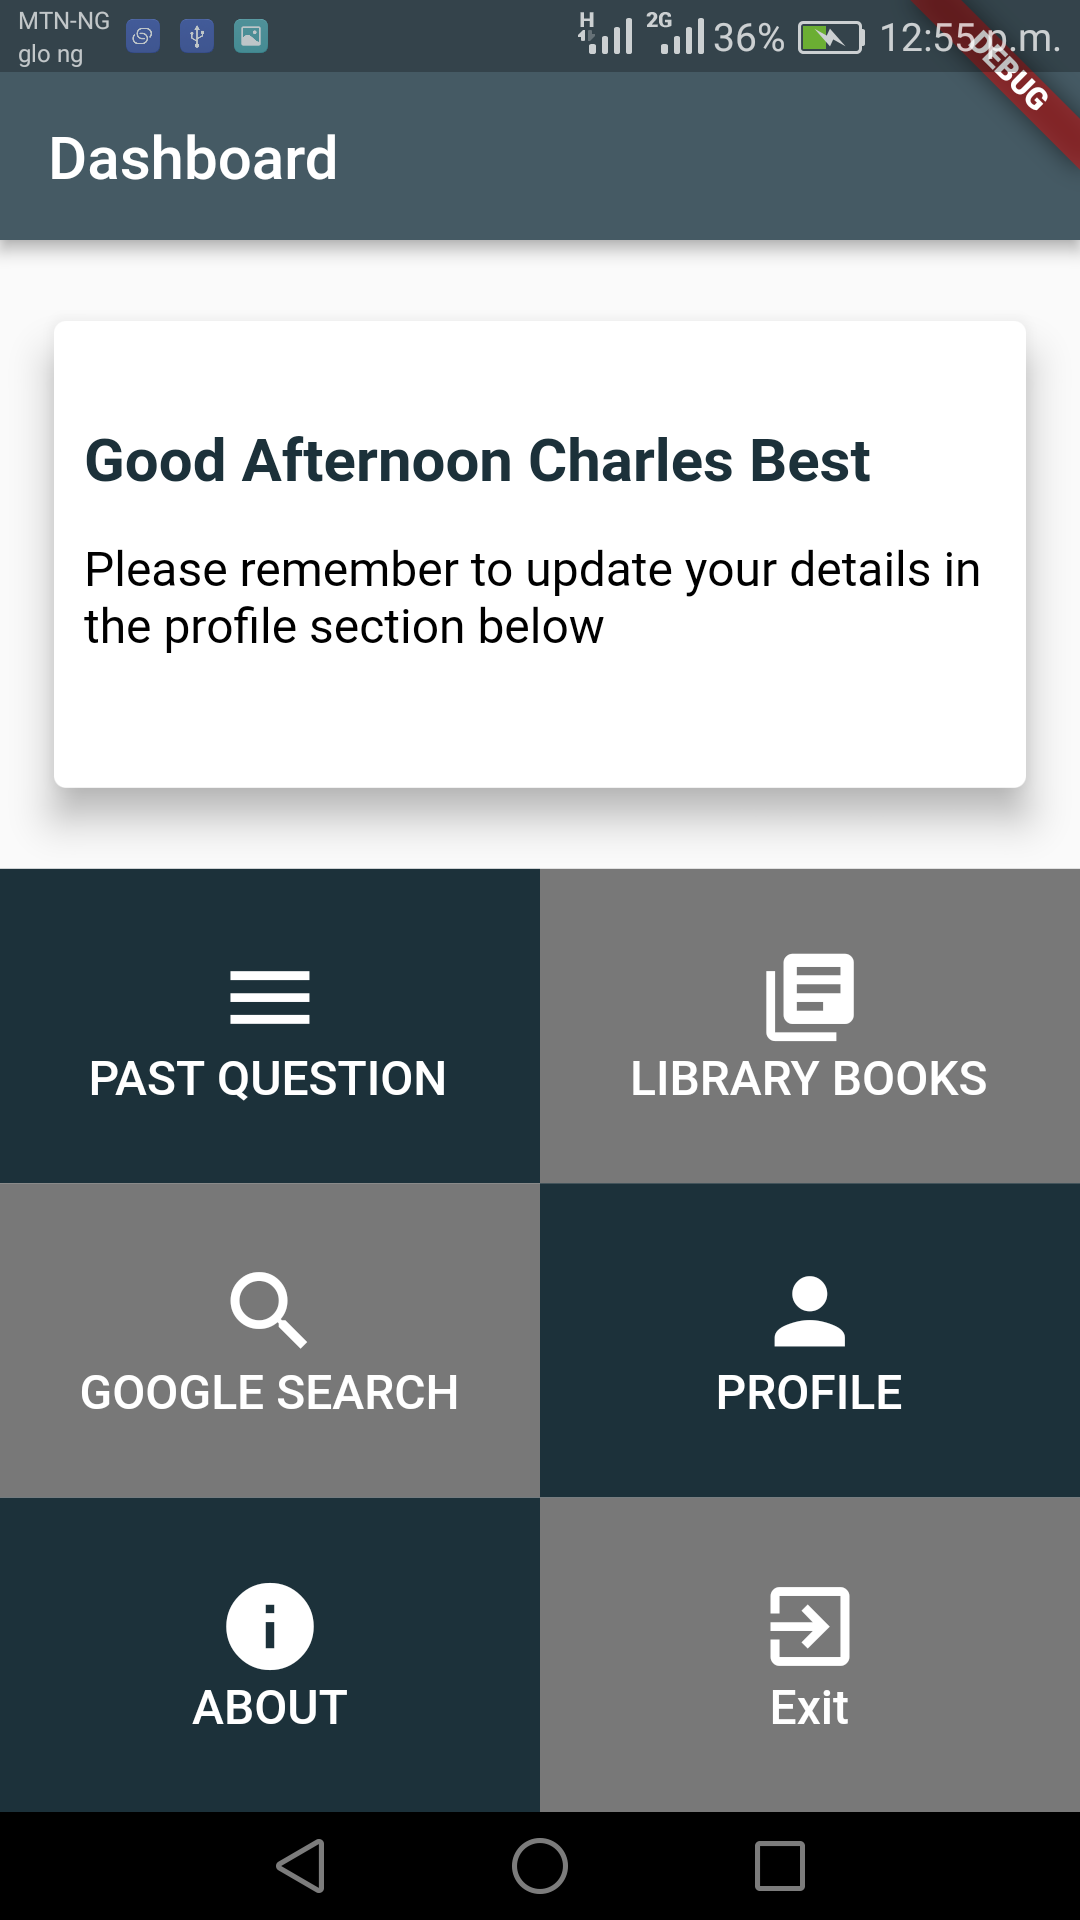 MTN-NG
glo ng
H
2G
36%
12:55 p.m.
DEBUG
Dashboard
Good Afternoon Charles Best
Please remember to update your details in
the profile section below
PAST QUESTION
LIBRARY BOOKS
GOOGLE SEARCH
PROFILE
ABOUT
Exit